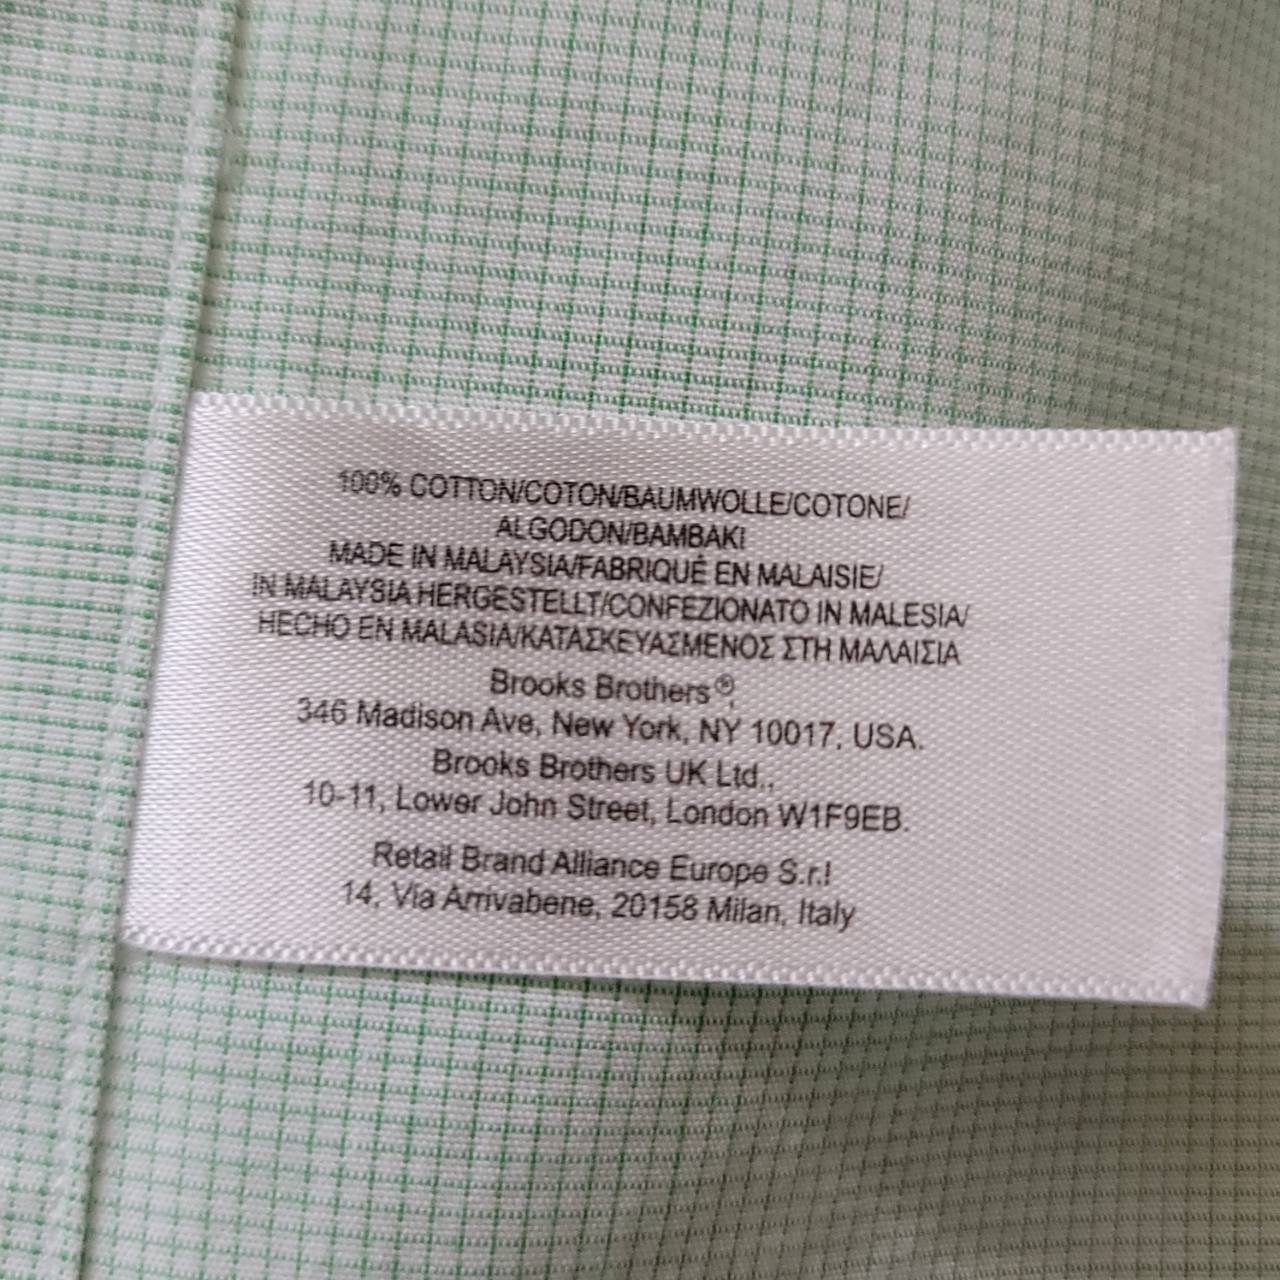 100% COTTON/COTON/BAUMWOLLE/COTONE/
ALGODON/BAMBAKI
MADE IN MALAYSIA/FABRIQUÉ EN MALAISIE/
IN MALAYSIA HERGESTELLT/CONFEZIONATO IN MALESIA/
HECHO EN MALASIA/ΚΑΤΑΣΚΕΥΑΣΜΕΝΟΣ ΣΤΗ ΜΑΛΑΙΣΙΑ
Brooks Brothers®,
346 Madison Ave, New York, NY 10017, USA.
Brooks Brothers UK Ltd.,
10-11, Lower John Street, London W1F9EB.
Retail Brand Alliance Europe S.r.l
14, Via Arrivabene, 20158 Milan, Italy